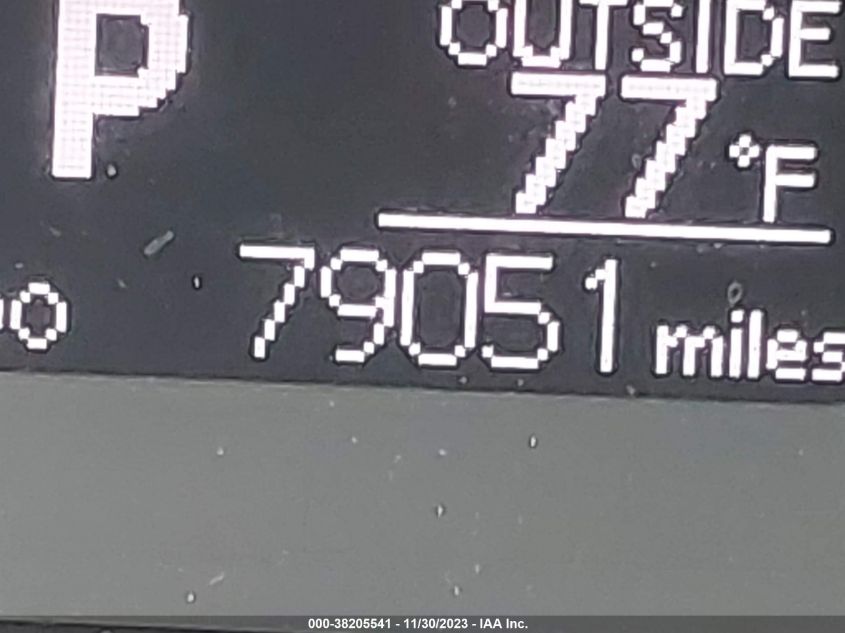 P
OUTSIDE
77 °F
79051 miles
000-38205541 - 11/30/2023 - IAA Inc.